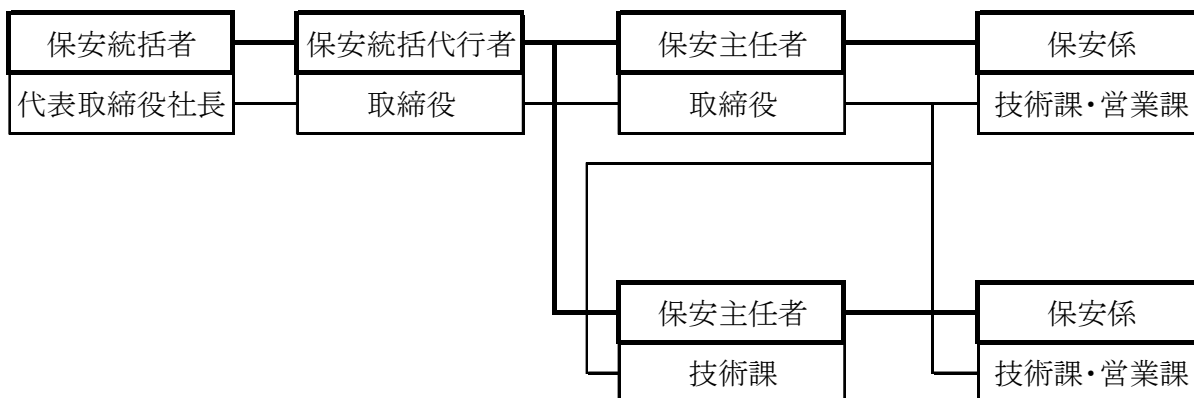 保安統括者
代表取締役社長
保安統括代行者
取締役
保安主任者
取締役
保安係
技術課・営業課
保安主任者
技術課
保安係
技術課・営業課